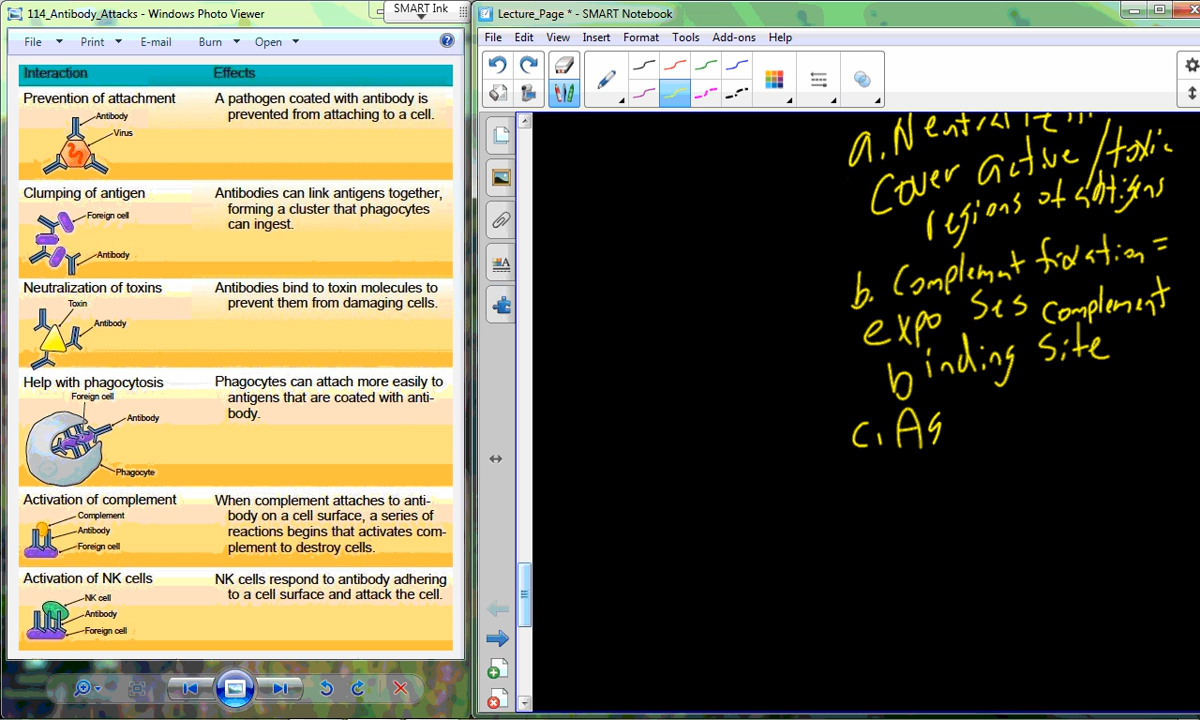 114_Antibody_Attacks - Windows Photo Viewer
SMART Ink
File Print E-mail Burn Open
Interaction Effects
Prevention of attachment
Antibody
Virus
A pathogen coated with antibody is
prevented from attaching to a cell.
Clumping of antigen
Foreign cell
Antibody
Antibodies can link antigens together,
forming a cluster that phagocytes
can ingest.
Neutralization of toxins
Toxin
Antibody
Antibodies bind to toxin molecules to
prevent them from damaging cells.
Help with phagocytosis
Foreign cell
Antibody
Phagocyte
Phagocytes can attach more easily to
antigens that are coated with anti-
body.
Activation of complement
Complement
Antibody
Foreign cell
When complement attaches to anti-
body on a cell surface, a series of
reactions begins that activates com-
plement to destroy cells.
Activation of NK cells
NK cell
Antibody
Foreign cell
NK cells respond to antibody adhering
to a cell surface and attack the cell.
Lecture_Page * - SMART Notebook
File Edit View Insert Format Tools Add-ons Help
a.
Cover active / toxic
regions of
b. Complement fixation =
exposes complement
binding site
c. Ag